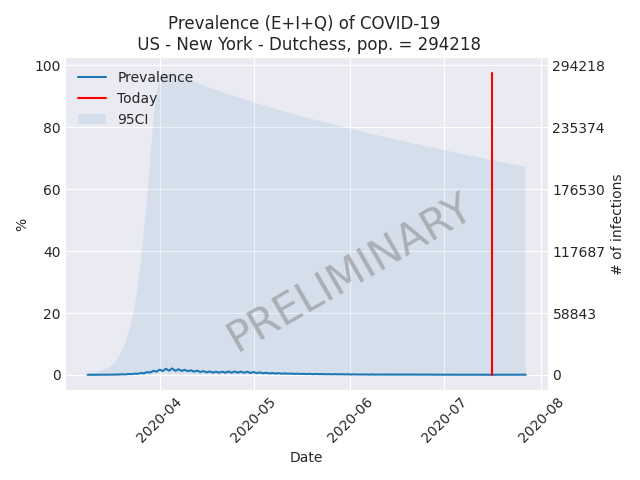 Prevalence (E+I+Q) of COVID-19
US - New York - Dutchess, pop. = 294218
Prevalence
Today
95CI
100
80
60
40
20
0
%
294218
235374
176530
117687
58843
0
# of infections
PRELIMINARY
2020-04
2020-05
2020-06
2020-07
2020-08
Date